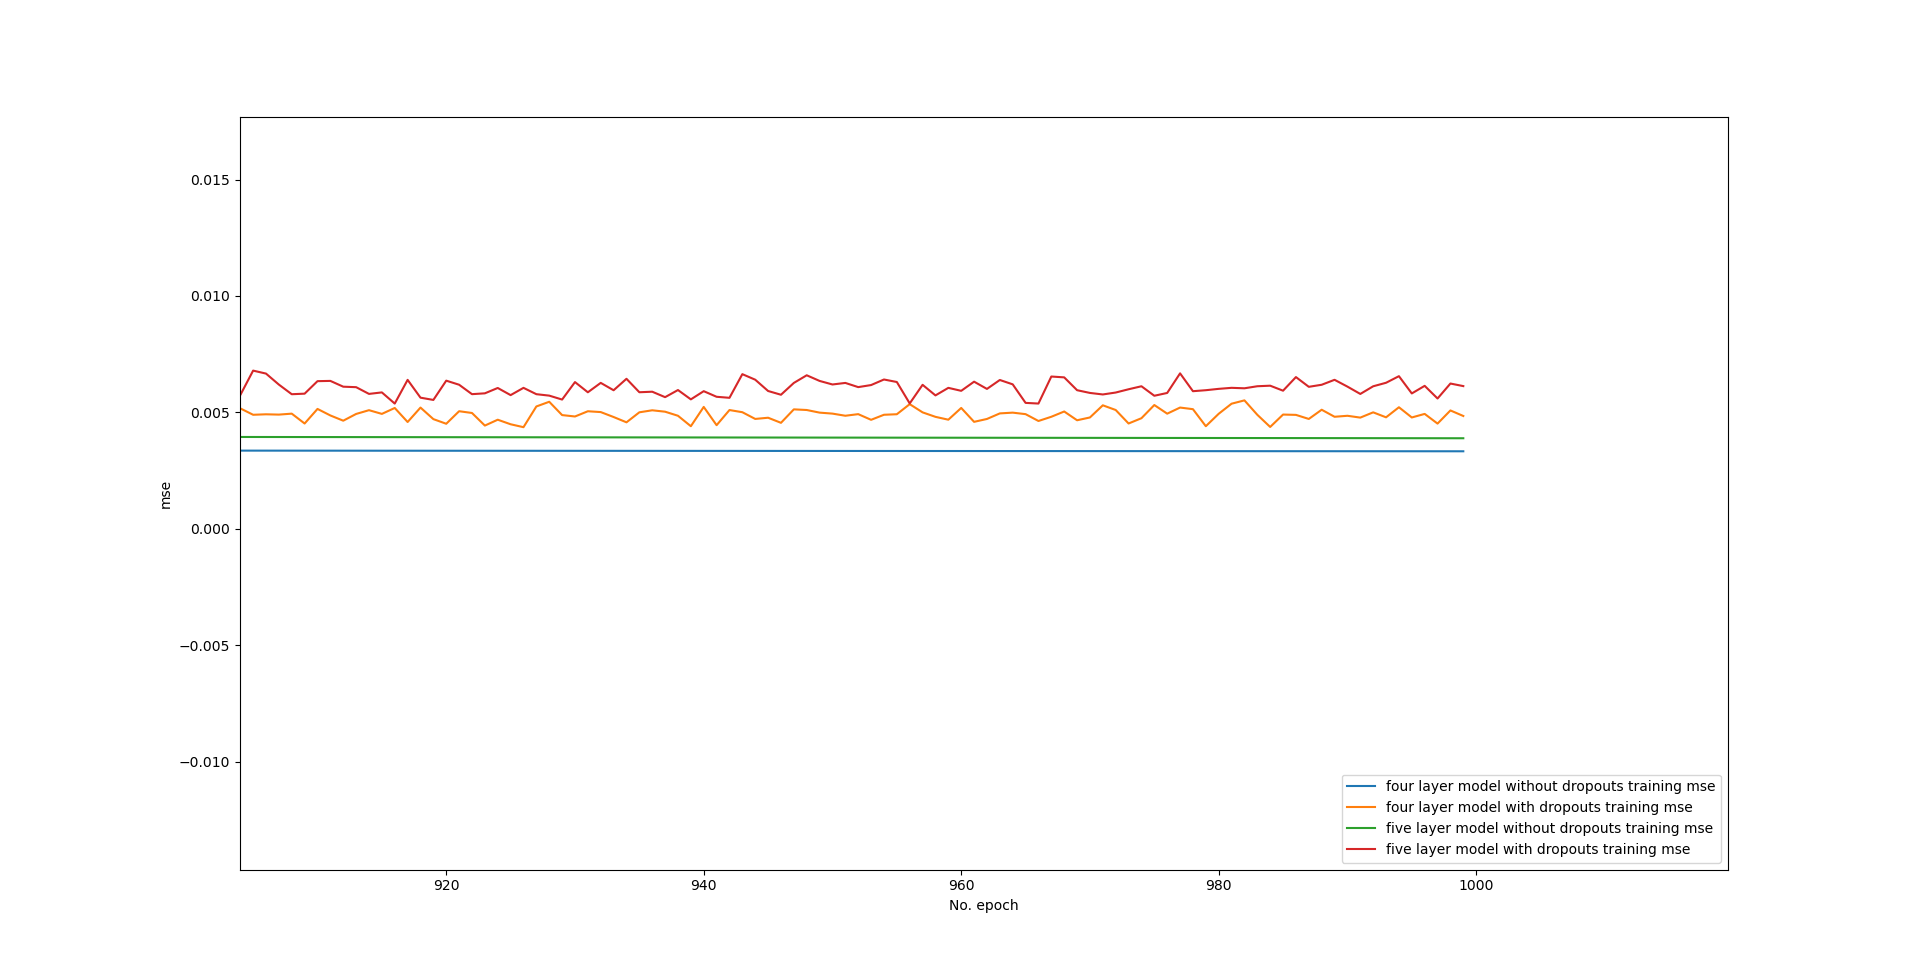 0.015
0.010
0.005
0.000
−0.005
−0.010
mse
920 940 960 980 1000
No. epoch
four layer model without dropouts training mse
four layer model with dropouts training mse
five layer model without dropouts training mse
five layer model with dropouts training mse